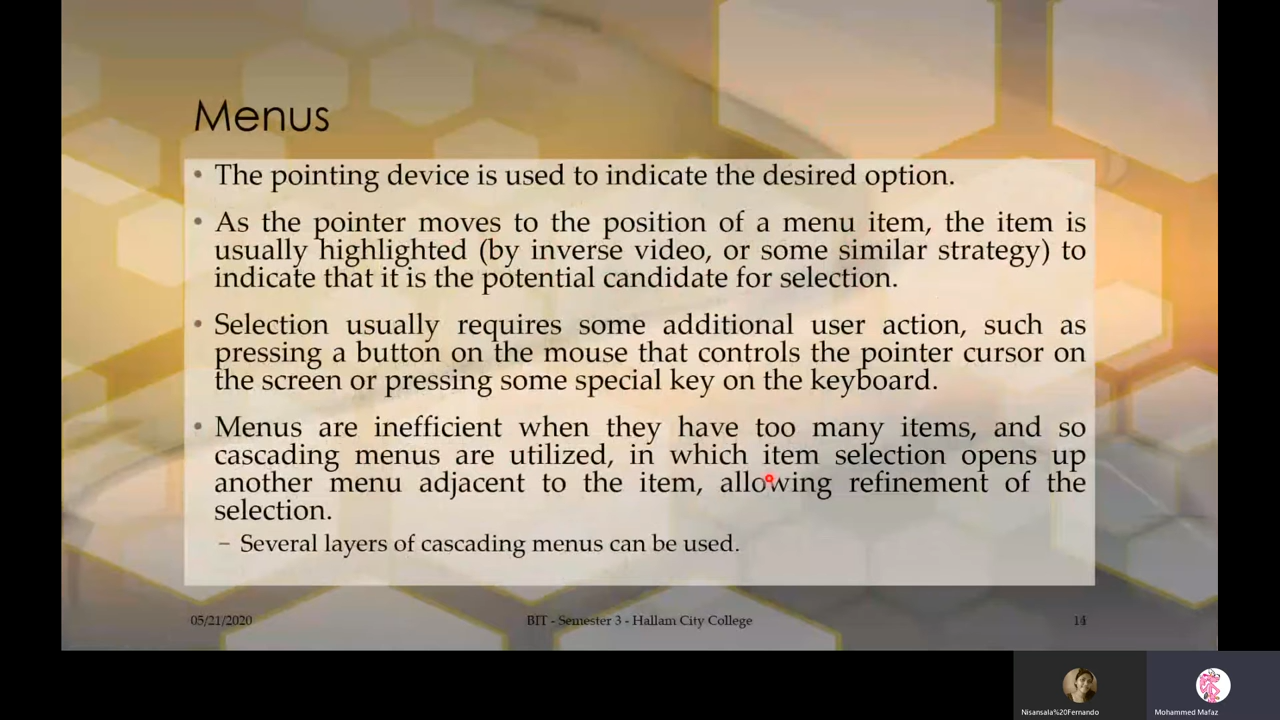 Menus
• The pointing device is used to indicate the desired option.
• As the pointer moves to the position of a menu item, the item is
usually highlighted (by inverse video, or some similar strategy) to
indicate that it is the potential candidate for selection.
• Selection usually requires some additional user action, such as
pressing a button on the mouse that controls the pointer cursor on
the screen or pressing some special key on the keyboard.
• Menus are inefficient when they have too many items, and so
cascading menus are utilized, in which item selection opens up
another menu adjacent to the item, allowing refinement of the
selection.
– Several layers of cascading menus can be used.
05/21/2020 BIT - Semester 3 - Hallam City College
Nisansala%20Fernando Mohammed Mafaz